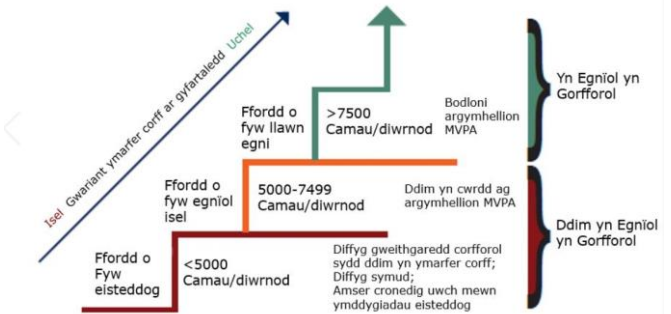 Isel Gwariant ymarfer corff ar gyfartaledd Uchel
Ffordd o
fyw llawn
egni
>7500
Camau/diwrnod
Bodloni
argymhellion
MVPA
Yn Egnïol yn
Gorfforol
Ffordd o
fyw egnïol
isel
5000-7499
Camau/diwrnod
Ddim yn cwrdd ag
argymhellion MVPA
Ddim yn Egnïol
yn Gorfforol
Ffordd o
Fyw
eisteddog
<5000
Camau/diwrnod
Diffyg gweithgaredd corfforol
sydd ddim yn ymarfer corff;
Diffyg symud;
Amser cronedig uwch mewn
ymddygiadau eisteddog